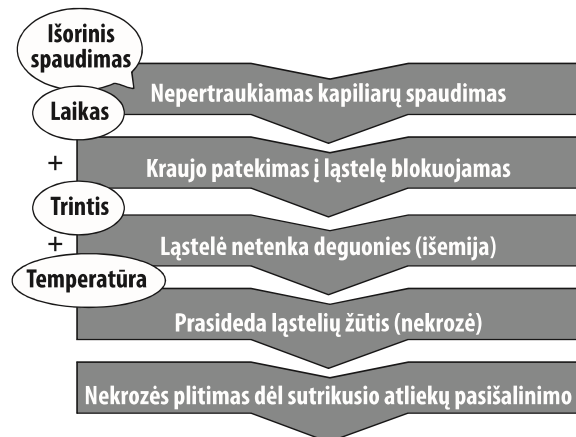 Išorinis
spaudimas
Nepertraukiamas kapiliarų spaudimas
Laikas
+
Kraujo patekimas į ląstelę blokuojamas
Trintis
+
Ląstelė netenka deguonies (išemija)
Temperatūra
Prasideda ląstelių žūtis (nekrozė)
Nekrozės plitimas dėl sutrikusio atliekų pasišalinimo